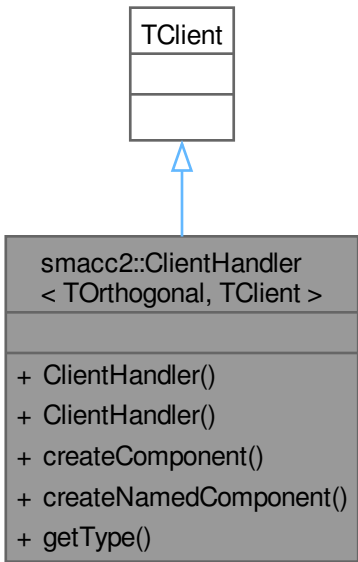 TClient
smacc2::ClientHandler
< TOrthogonal, TClient >
+ ClientHandler()
+ ClientHandler()
+ createComponent()
+ createNamedComponent()
+ getType()